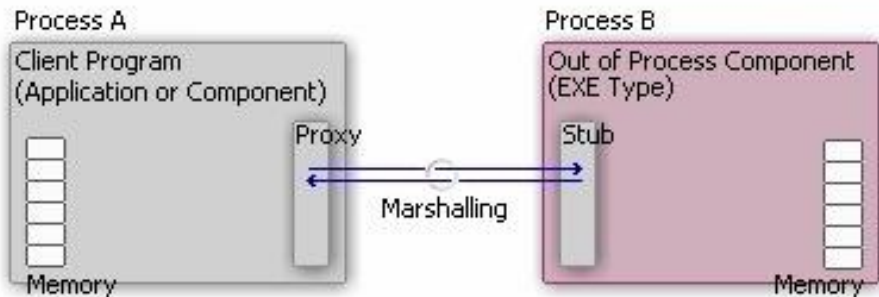 Process A
Client Program
(Application or Component)
Proxy
Memory
Marshalling
Process B
Out of Process Component
(EXE Type)
Stub
Memory